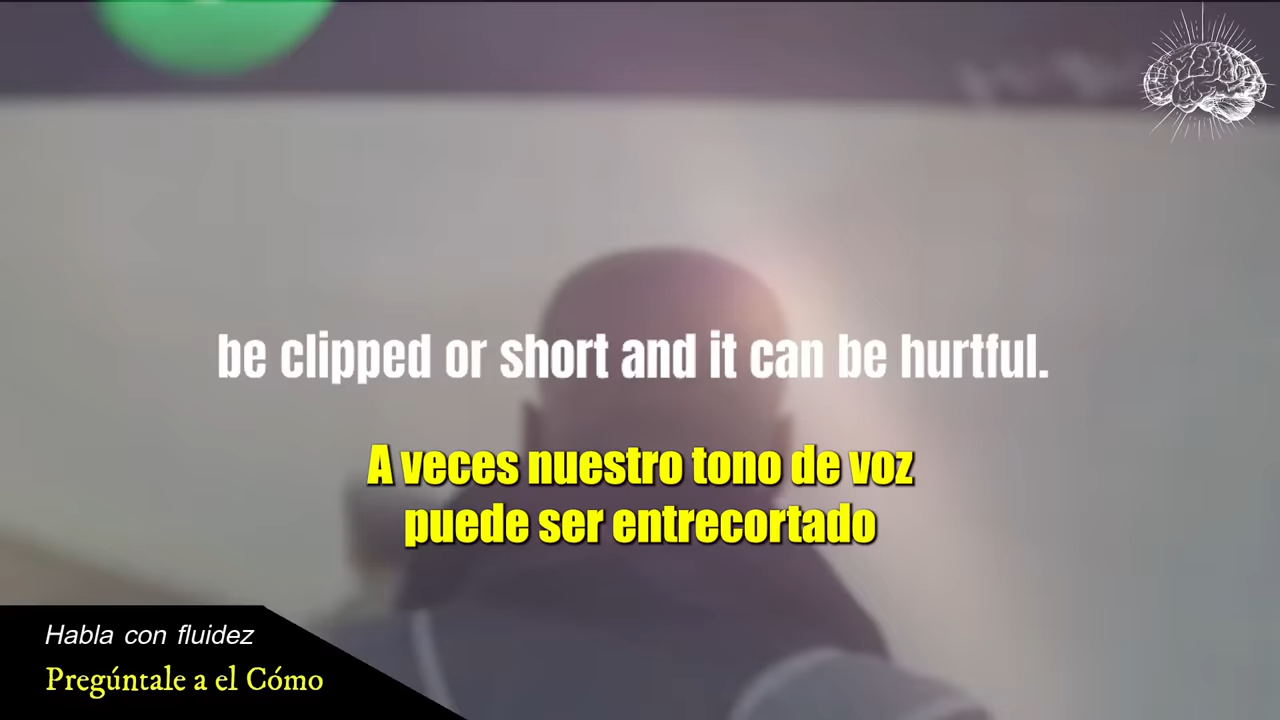 be clipped or short and it can be hurtful.
A veces nuestro tono de voz
puede ser entrecortado
Habla con fluidez
Pregúntale a el Cómo